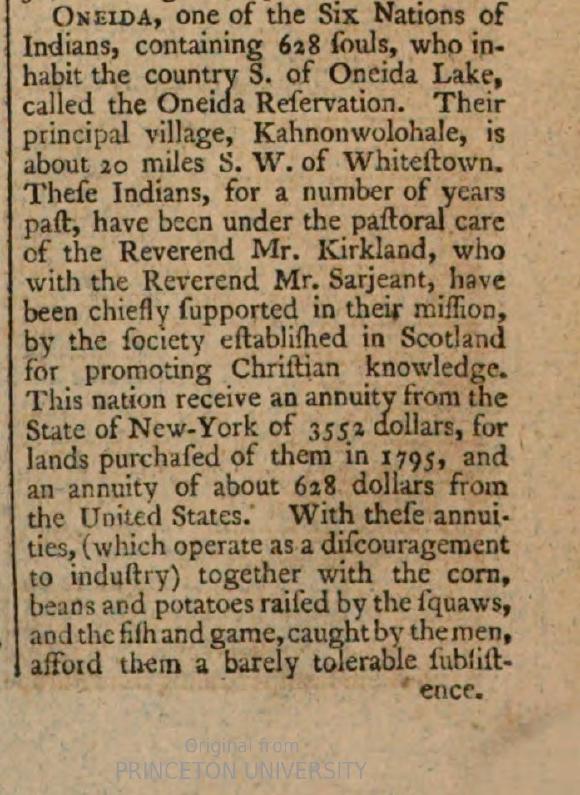 ONEIDA, one of the Six Nations of
Indians, containing 628 ſouls, who in-
habit the country S. of Oneida Lake,
called the Oneida Reſervation. Their
principal village, Kahnonwolohale, is
about 20 miles S. W. of Whiteſtown.
Theſe Indians, for a number of years
paſt, have been under the paſtoral care
of the Reverend Mr. Kirkland, who
with the Reverend Mr. Sarjeant, have
been chiefly ſupported in their miſſion,
by the ſociety eſtabliſhed in Scotland
for promoting Chriſtian knowledge.
This nation receive an annuity from the
State of New-York of 3552 dollars, for
lands purchaſed of them in 1795, and
an annuity of about 628 dollars from
the United States. With theſe annui-
ties, (which operate as a diſcouragement
to induſtry) together with the corn,
beans and potatoes raiſed by the ſquaws,
and the fiſh and game, caught by the men,
afford them a barely tolerable ſubſiſt-
ence.
Original from
PRINCETON UNIVERSITY